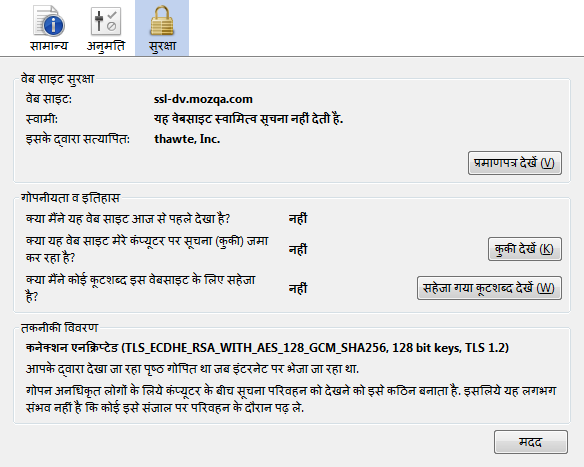 सामान्य अनुमति सुरक्षा
वेब साइट सुरक्षा
वेब साइट: ssl-dv.mozqa.com
स्वामी: यह वेबसाइट स्वामित्व सूचना नहीं देती है.
इसके द्वारा सत्यापित: thawte, Inc.
प्रमाणपत्र देखें (V)
गोपनीयता व इतिहास
क्या मैंने यह वेब साइट आज से पहले देखा है? नहीं
क्या यह वेब साइट मेरे कंप्यूटर पर सूचना (कुकी) जमा
कर रहा है? नहीं कुकी देखें (K)
क्या मैंने कोई कूटशब्द इस वेबसाइट के लिए सहेजा
है? नहीं सहेजा गया कूटशब्द देखें (W)
तकनीकी विवरण
कनेक्शन एनक्रिप्टेड (TLS_ECDHE_RSA_WITH_AES_128_GCM_SHA256, 128 bit keys, TLS 1.2)
आपके द्वारा देखा जा रहा पृष्ठ गोपित था जब इंटरनेट पर भेजा जा रहा था.
गोपन अनधिकृत लोगों के लिये कंप्यूटर के बीच सूचना परिवहन को देखने को इसे कठिन बनाता है. इसलिये यह लगभग
संभव नहीं है कि कोई इसे संजाल पर परिवहन के दौरान पढ़ ले.
मदद